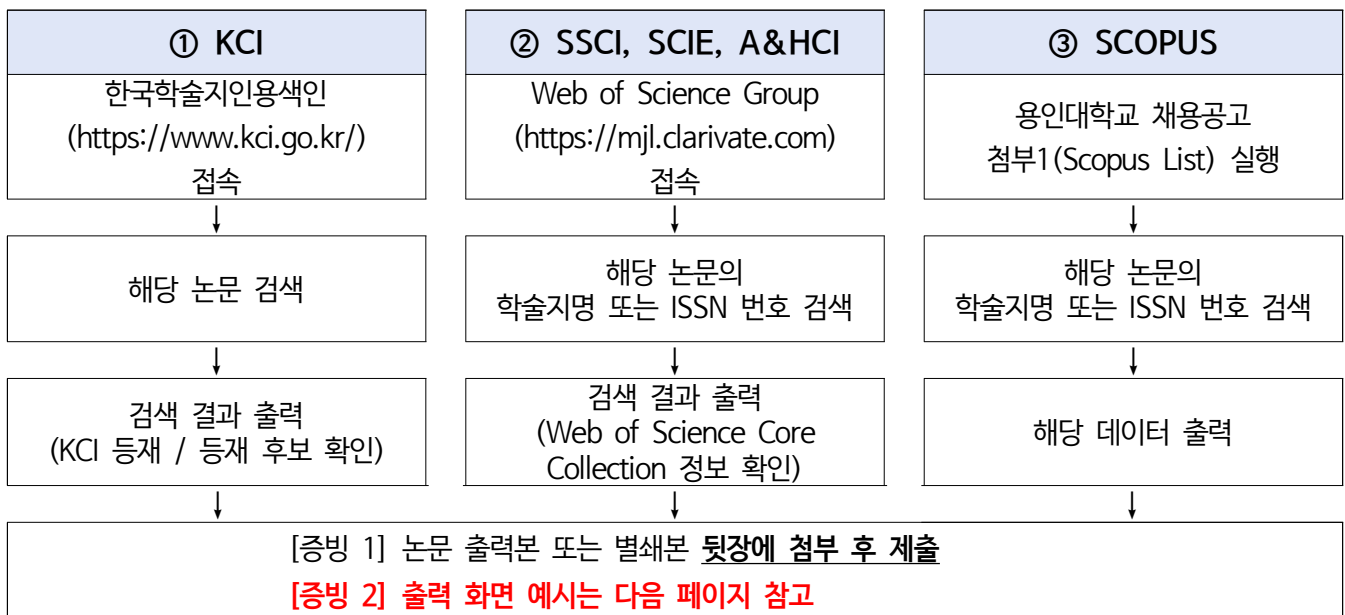 ① KCI
한국학술지인용색인
(https://www.kci.go.kr/)
접속
↓
해당 논문 검색
↓
검색 결과 출력
(KCI 등재 / 등재 후보 확인)
↓
② SSCI, SCIE, A&HCI
Web of Science Group
(https://mjl.clarivate.com)
접속
↓
해당 논문의
학술지명 또는 ISSN 번호 검색
↓
검색 결과 출력
(Web of Science Core
Collection 정보 확인)
↓
③ SCOPUS
용인대학교 채용공고
첨부1(Scopus List) 실행
↓
해당 논문의
학술지명 또는 ISSN 번호 검색
↓
해당 데이터 출력
↓
[증빙 1] 논문 출력본 또는 별쇄본 뒷장에 첨부 후 제출
[증빙 2] 출력 화면 예시는 다음 페이지 참고